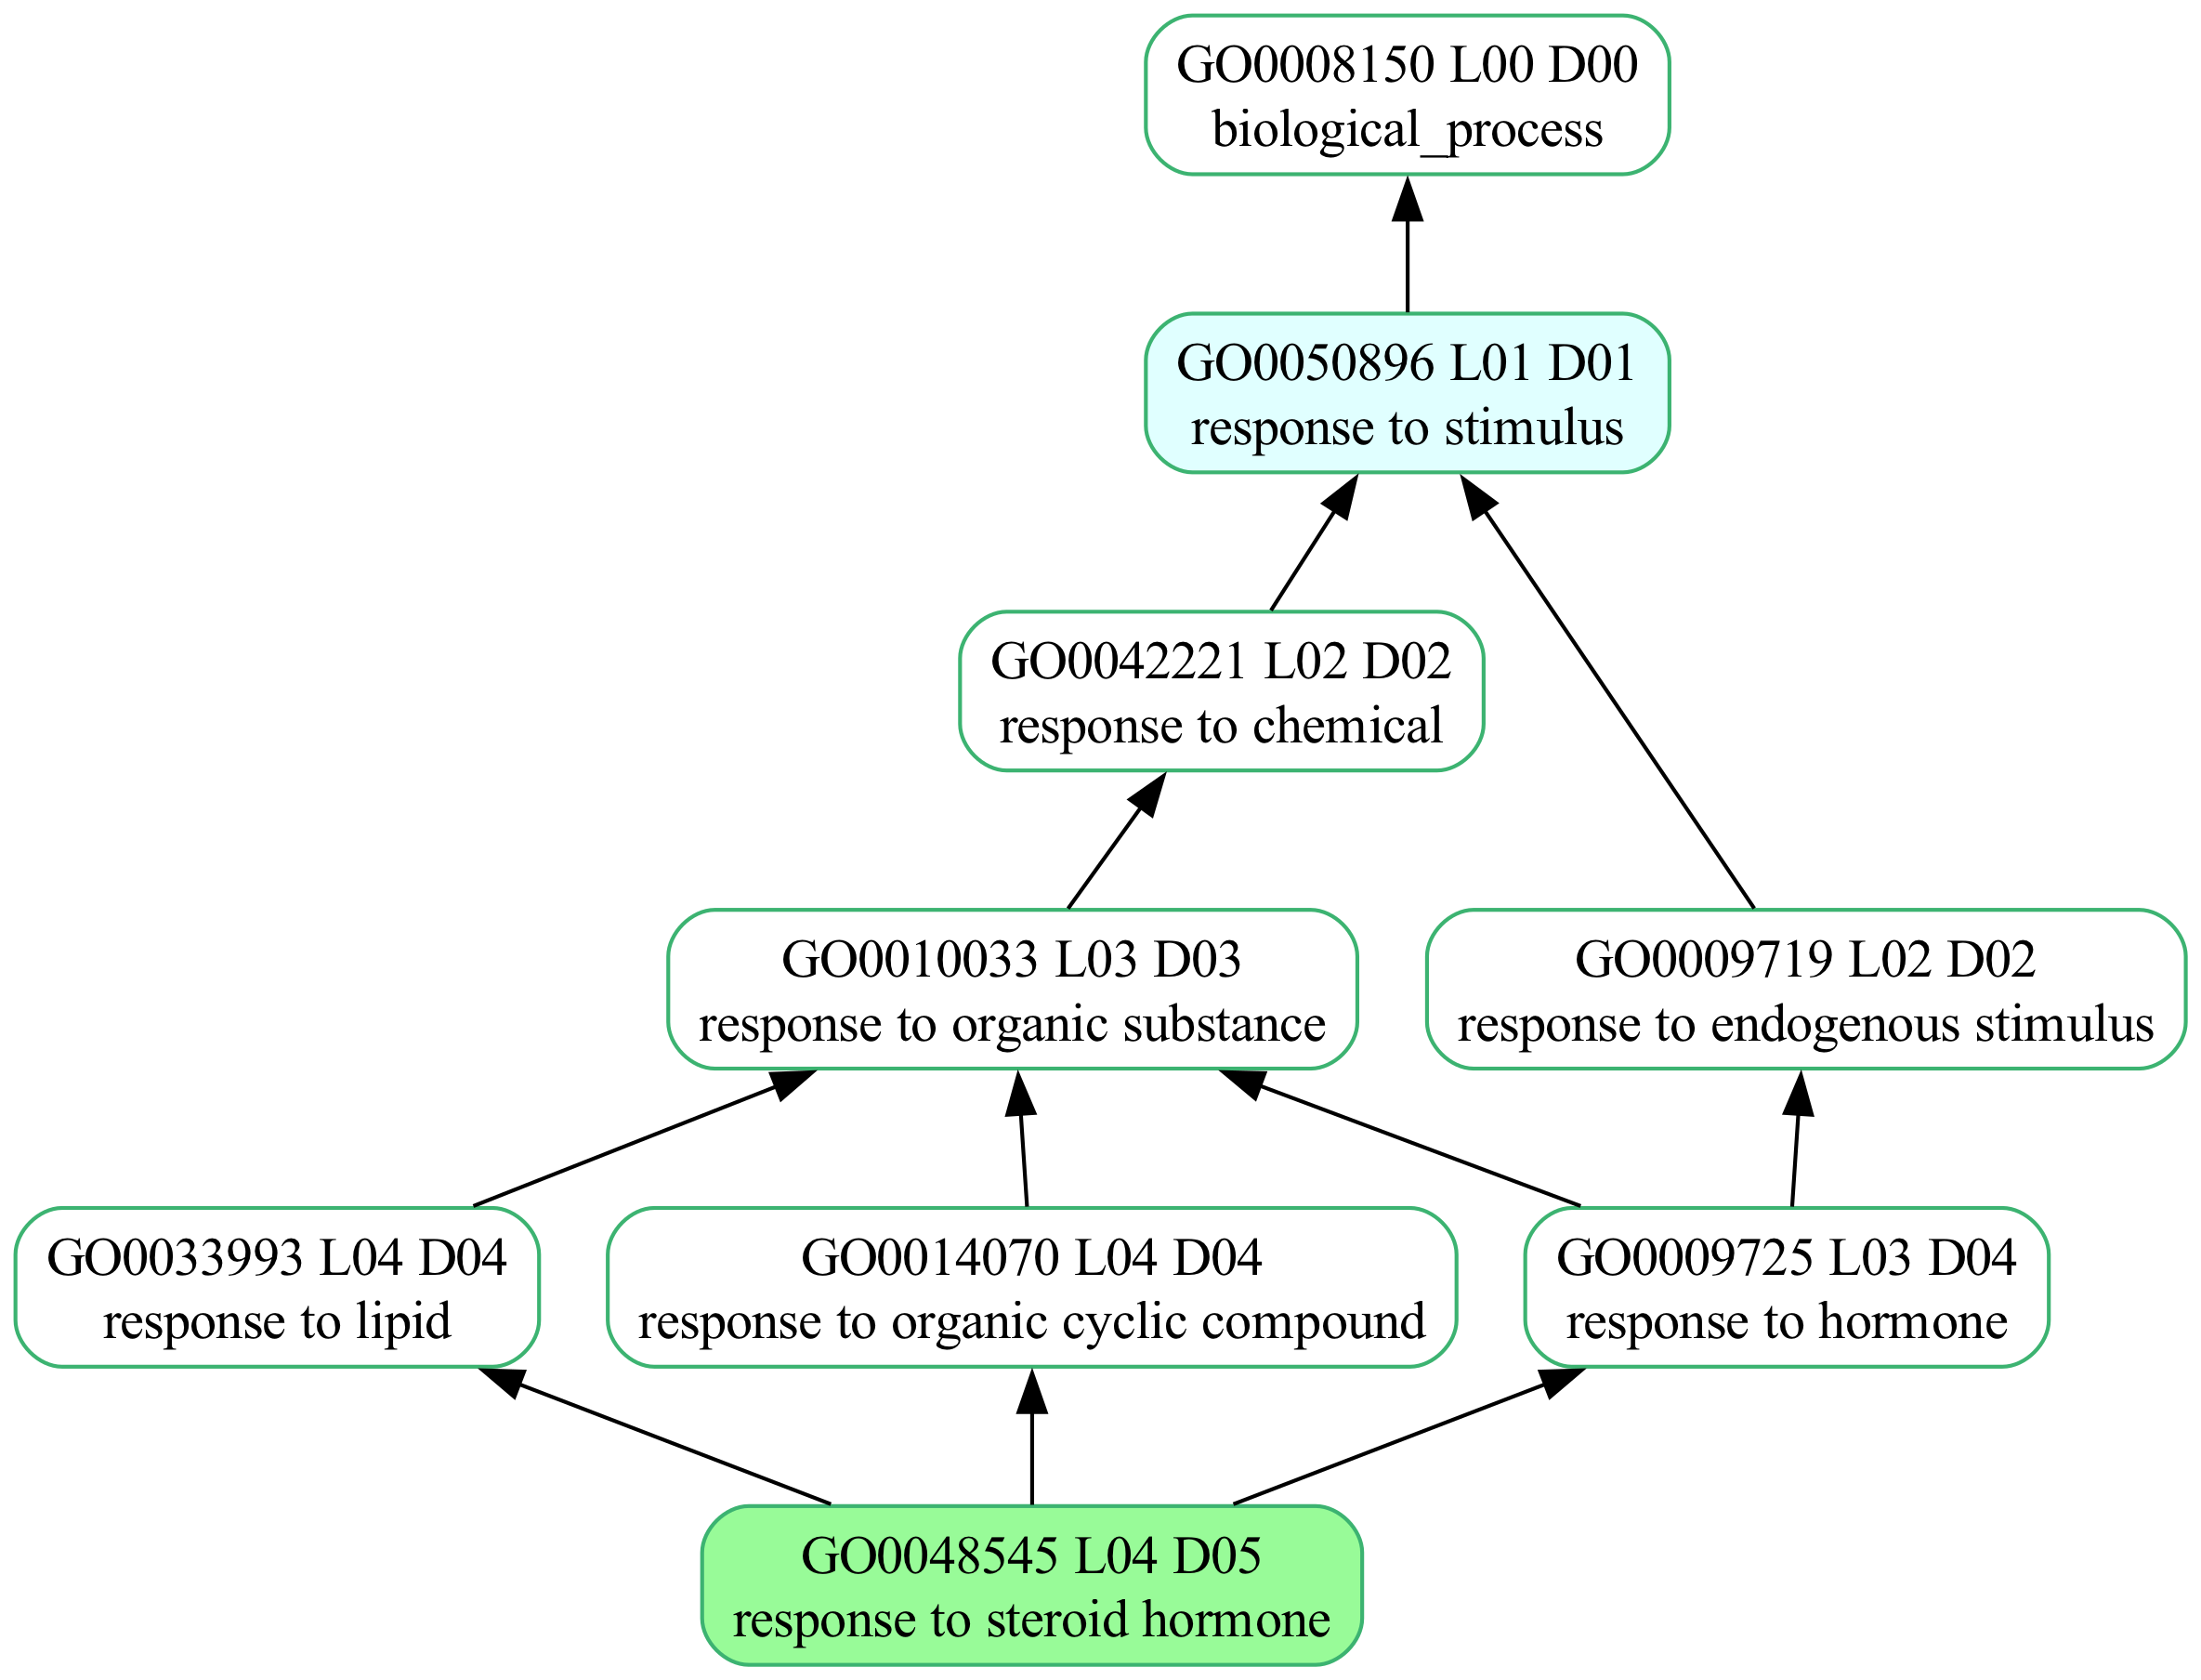 GO0008150 L00 D00
biological_process
GO0050896 L01 D01
response to stimulus
GO0042221 L02 D02
response to chemical
GO0010033 L03 D03
response to organic substance
GO0009719 L02 D02
response to endogenous stimulus
GO0033993 L04 D04
response to lipid
GO0014070 L04 D04
response to organic cyclic compound
GO0009725 L03 D04
response to hormone
GO0048545 L04 D05
response to steroid hormone